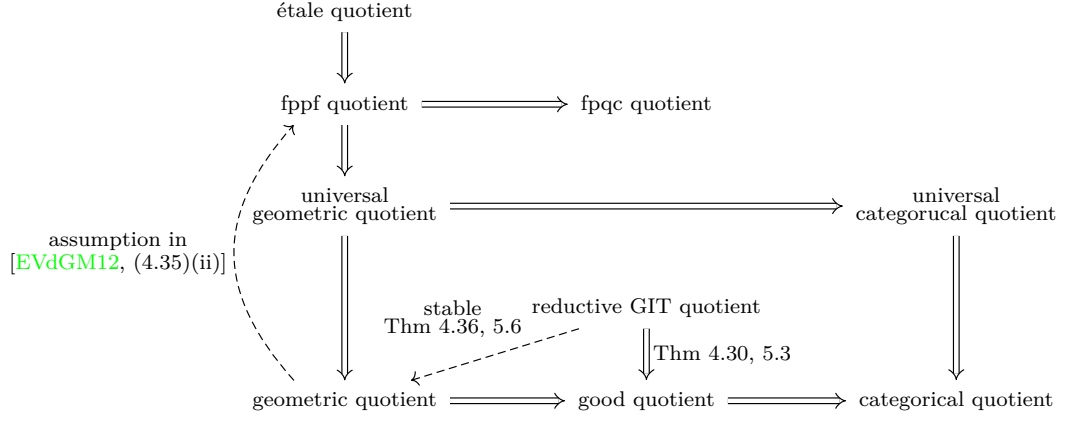 étale quotient
fppf quotient
fpqc quotient
universal
geometric quotient
universal
categorucal quotient
assumption in
[EVdGM12, (4.35)(ii)]
stable
Thm 4.36, 5.6
reductive GIT quotient
Thm 4.30, 5.3
geometric quotient
good quotient
categorical quotient